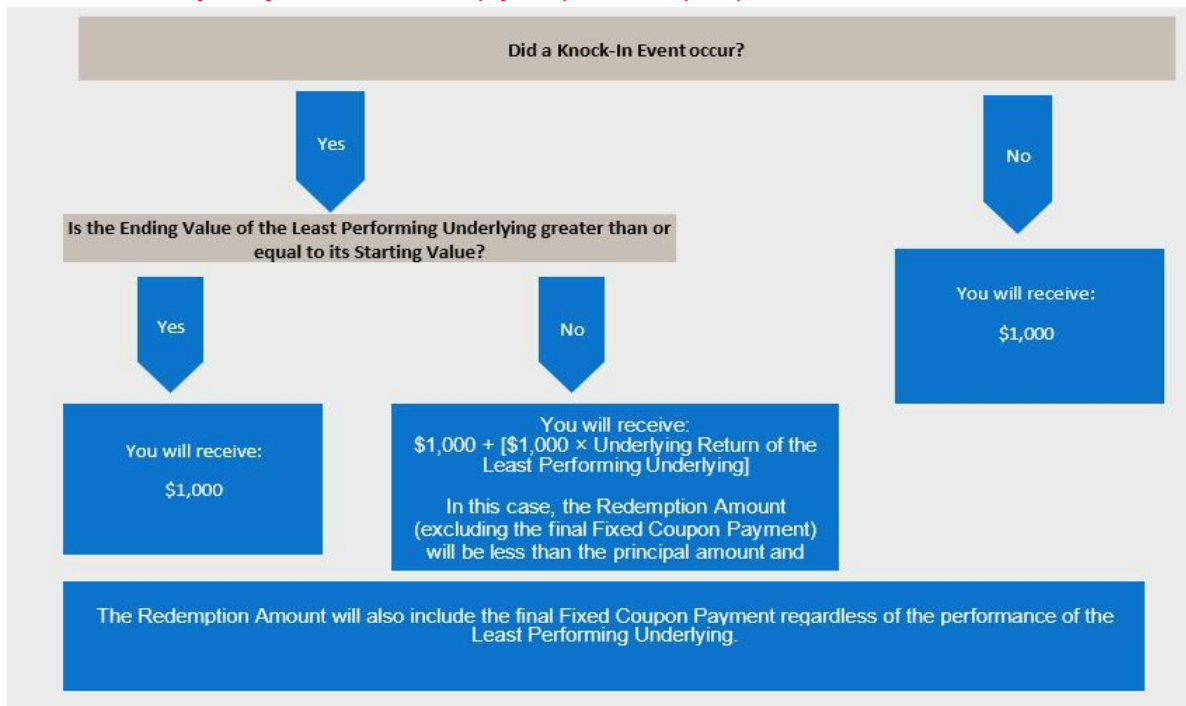 Did a Knock-In Event occur?
Yes
No
Is the Ending Value of the Least Performing Underlying greater than or
equal to its Starting Value?
You will receive:
$1,000
Yes
No
You will receive:
$1,000
You will receive:
$1,000 + [$1,000 × Underlying Return of the
Least Performing Underlying]
In this case, the Redemption Amount
(excluding the final Fixed Coupon Payment)
will be less than the principal amount and
The Redemption Amount will also include the final Fixed Coupon Payment regardless of the performance of the
Least Performing Underlying.